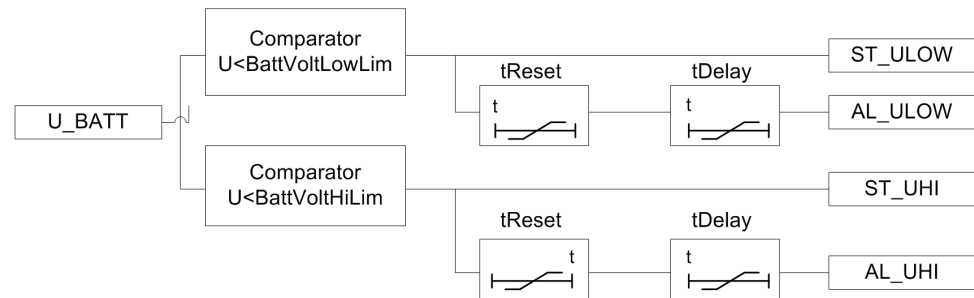 Comparator
U<BattVoltLowLim
ST_ULOW
tReset
tDelay
t
t
U_BATT
AL_ULOW
Comparator
U<BattVoltHiLim
ST_UHI
tReset
tDelay
t
t
AL_UHI